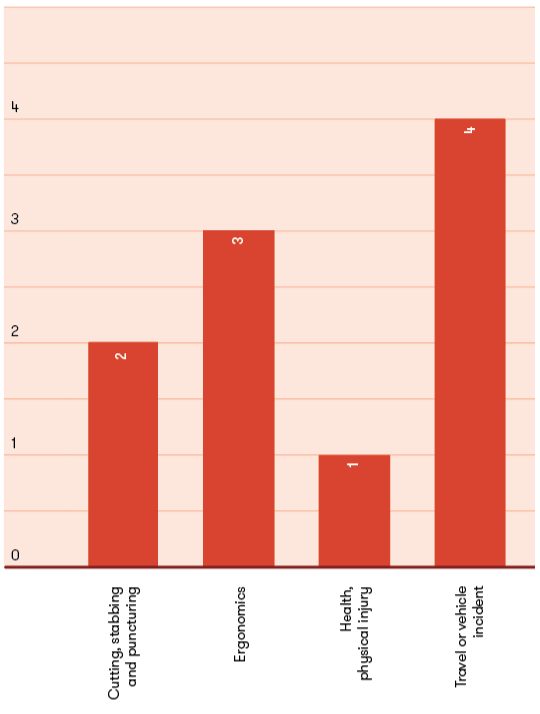 4
3
2
1
0
2
3
1
4
Cutting, stabbing
and puncturing
Ergonomics
Health,
physical injury
Travel or vehicle
incident